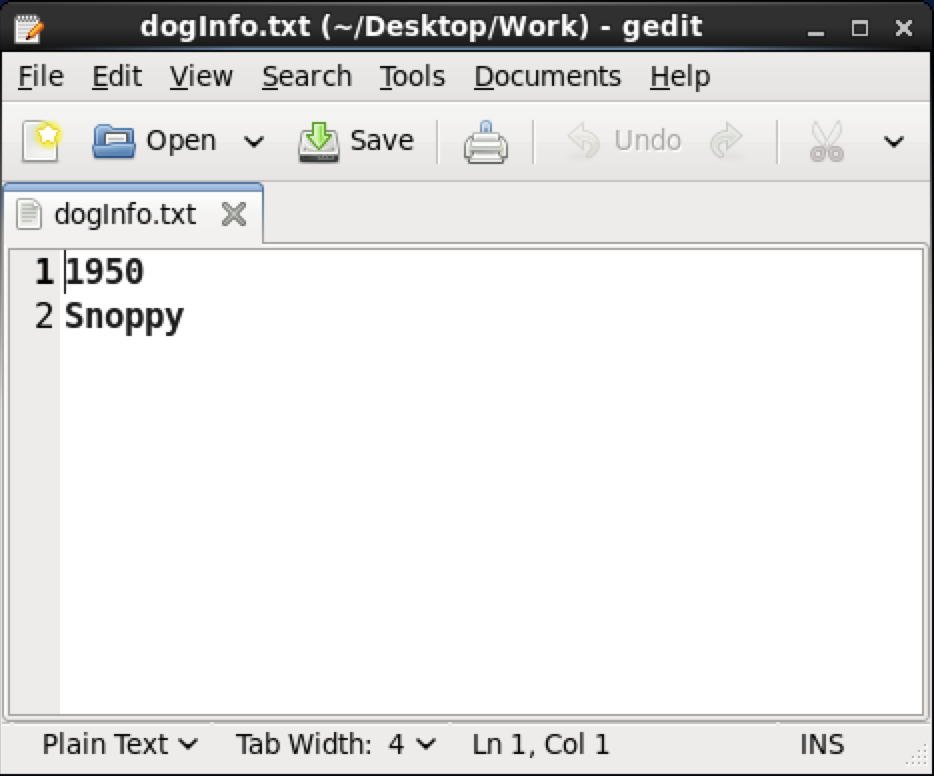 dogInfo.txt (~/Desktop/Work) - gedit
File Edit View Search Tools Documents Help
Open Save Undo
dogInfo.txt
1 1950
2 Snoppy
Plain Text Tab Width: 4 Ln 1, Col 1 INS